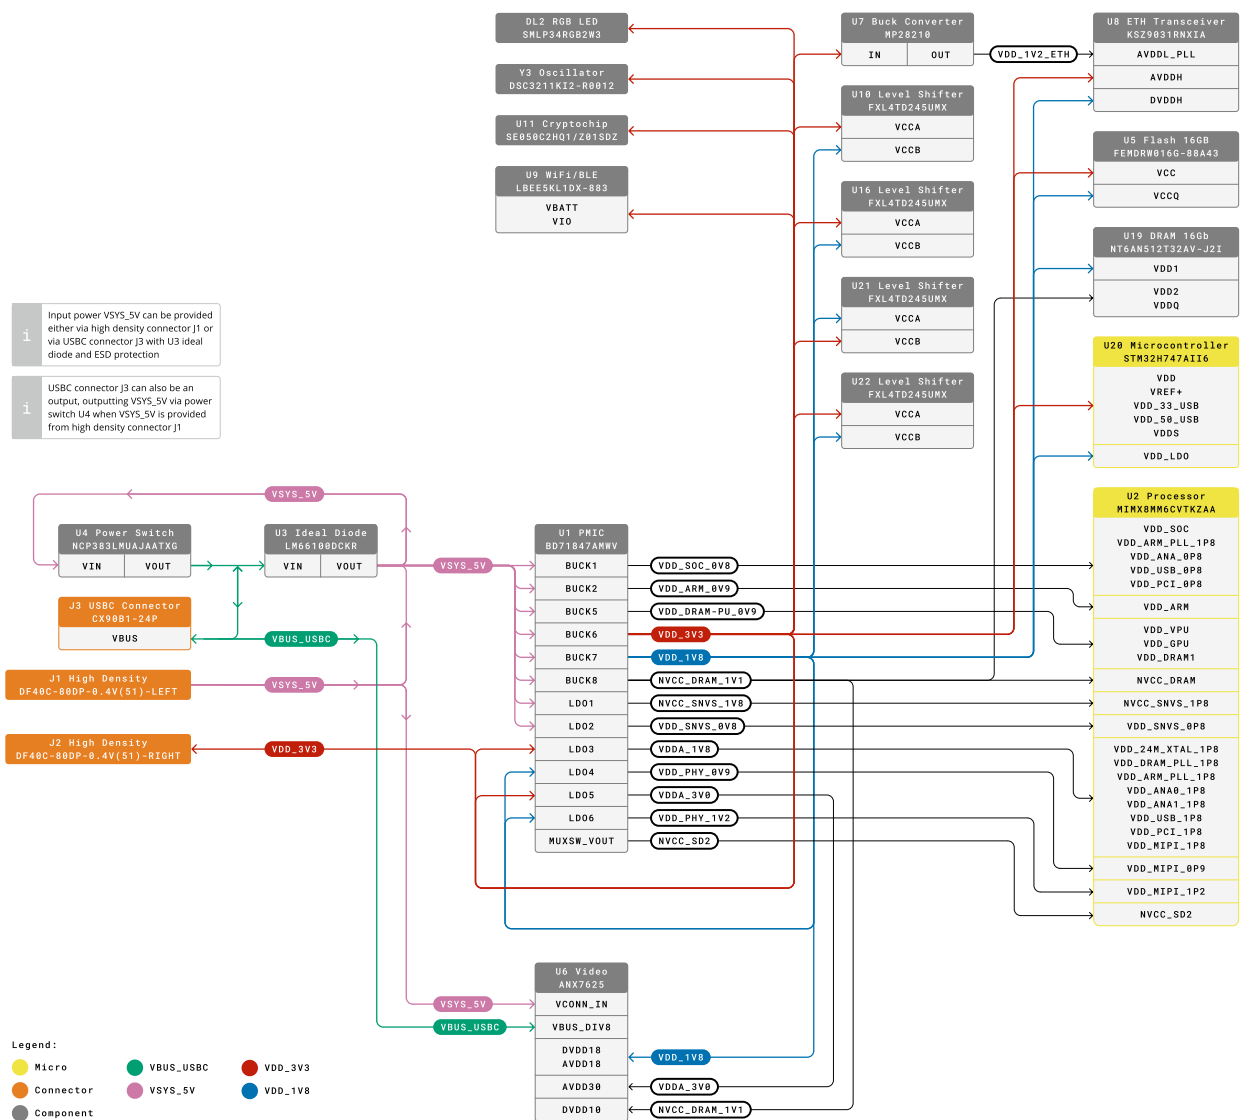 DL2 RGB LED
SMLP34RGB2W3
Y3 Oscillator
DSC3211KI2-R0012
U11 Cryptochip
SE050C2HQ1/Z01SDZ
U9 WiFi/BLE
LBEE5KL1DX-883
VBATT
VIO
U7 Buck Converter
MP28210
IN OUT
VDD_1V2_ETH
U10 Level Shifter
FXL4TD245UMX
VCCA
VCCB
U16 Level Shifter
FXL4TD245UMX
VCCA
VCCB
U21 Level Shifter
FXL4TD245UMX
VCCA
VCCB
U22 Level Shifter
FXL4TD245UMX
VCCA
VCCB
U8 ETH Transceiver
KSZ9031RNXIA
AVDDL_PLL
AVDDH
DVDDH
U5 Flash 16GB
FEMDRW016G-88A43
VCC
VCCQ
U19 DRAM 16Gb
NT6AN512T32AV-J2I
VDD1
VDD2
VDDQ
U20 Microcontroller
STM32H747AII6
VDD
VREF+
VDD_33_USB
VDD_50_USB
VDDS
VDD_LDO
U2 Processor
MIMX8MM6CVTKZAA
VDD_SOC
VDD_ARM_PLL_1P8
VDD_ANA_0P8
VDD_USB_0P8
VDD_PCI_0P8
VDD_ARM
VDD_VPU
VDD_GPU
VDD_DRAM1
NVCC_DRAM
NVCC_SNVS_1P8
VDD_SNVS_0P8
VDD_24M_XTAL_1P8
VDD_DRAM_PLL_1P8
VDD_ARM_PLL_1P8
VDD_ANA0_1P8
VDD_ANA1_1P8
VDD_USB_1P8
VDD_PCI_1P8
VDD_MIPI_1P8
VDD_MIPI_0P9
VDD_MIPI_1P2
NVCC_SD2
i
Input power VSYS_5V can be provided
either via high density connector J1 or
via USBC connector J3 with U3 ideal
diode and ESD protection
i
USBC connector J3 can also be an
output, outputting VSYS_5V via power
switch U4 when VSYS_5V is provided
from high density connector J1
VSYS_5V
U4 Power Switch
NCP383LMUAJAATXG
VIN VOUT
U3 Ideal Diode
LM66100DCKR
VIN VOUT
VSYS_5V
J3 USBC Connector
CX90B1-24P
VBUS
VBUS_USBC
J1 High Density
DF40C-80DP-0.4V(51)-LEFT
VSYS_5V
J2 High Density
DF40C-80DP-0.4V(51)-RIGHT
VDD_3V3
U1 PMIC
BD71847AMWV
BUCK1 VDD_SOC_0V8
BUCK2 VDD_ARM_0V9
BUCK5 VDD_DRAM-PU_0V9
BUCK6 VDD_3V3
BUCK7 VDD_1V8
BUCK8 NVCC_DRAM_1V1
LDO1 NVCC_SNVS_1V8
LDO2 VDD_SNVS_0V8
LDO3 VDDA_1V8
LDO4 VDD_PHY_0V9
LDO5 VDDA_3V0
LDO6 VDD_PHY_1V2
MUXSW_VOUT NVCC_SD2
U6 Video
ANX7625
VSYS_5V VCONN_IN
VBUS_USBC VBUS_DIV8
DVDD18
AVDD18
VDD_1V8
AVDD30 VDDA_3V0
DVDD10 NVCC_DRAM_1V1
Legend:
Micro VBUS_USBC VDD_3V3
Connector VSYS_5V VDD_1V8
Component